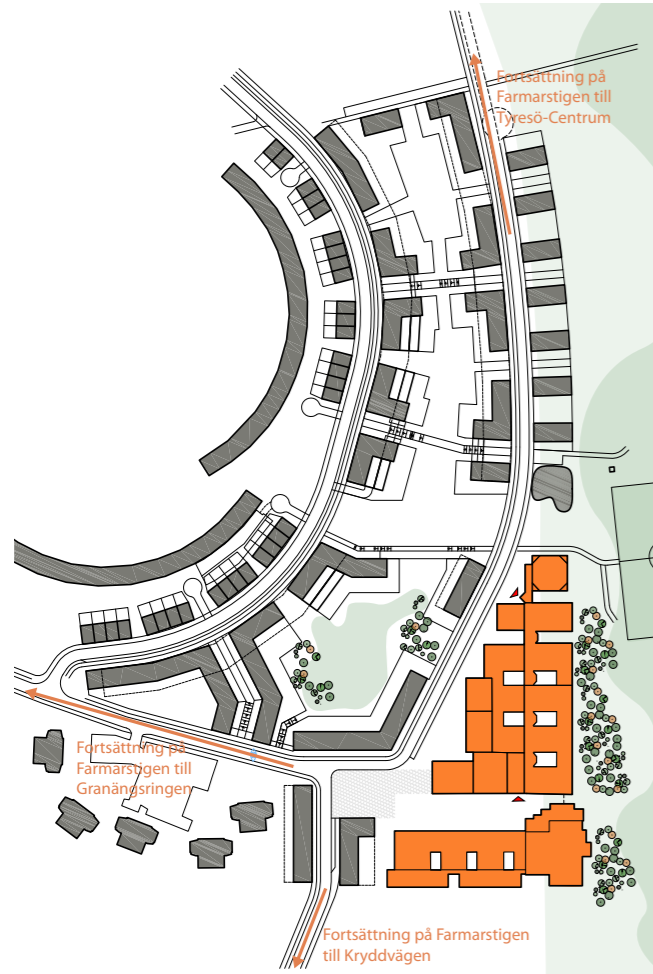 Fortsättning på
Farmarstigen till
Tyresö-Centrum
Fortsättning på
Farmarstigen till
Granängsringen
Fortsättning på Farmarstigen
till Kryddvägen